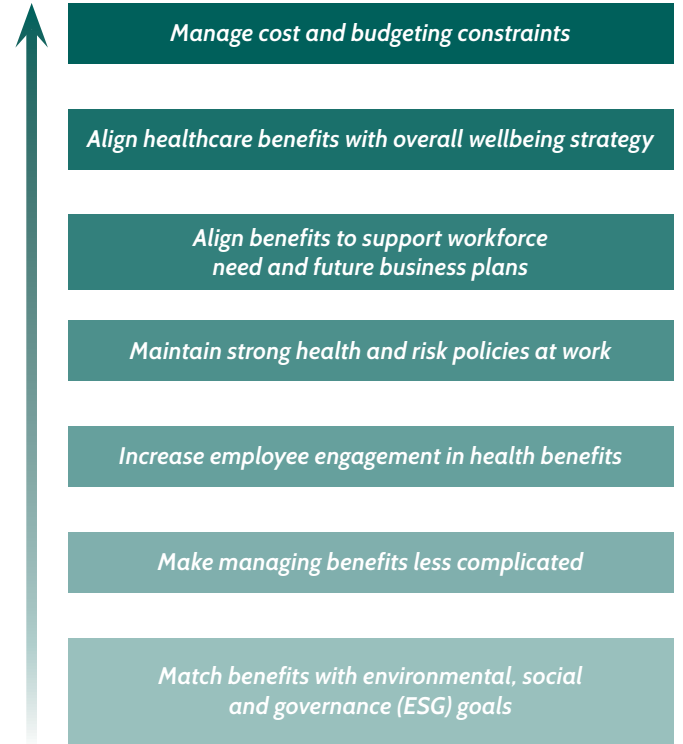 Manage cost and budgeting constraints
Align healthcare benefits with overall wellbeing strategy
Align benefits to support workforce
need and future business plans
Maintain strong health and risk policies at work
Increase employee engagement in health benefits
Make managing benefits less complicated
Match benefits with environmental, social
and governance (ESG) goals